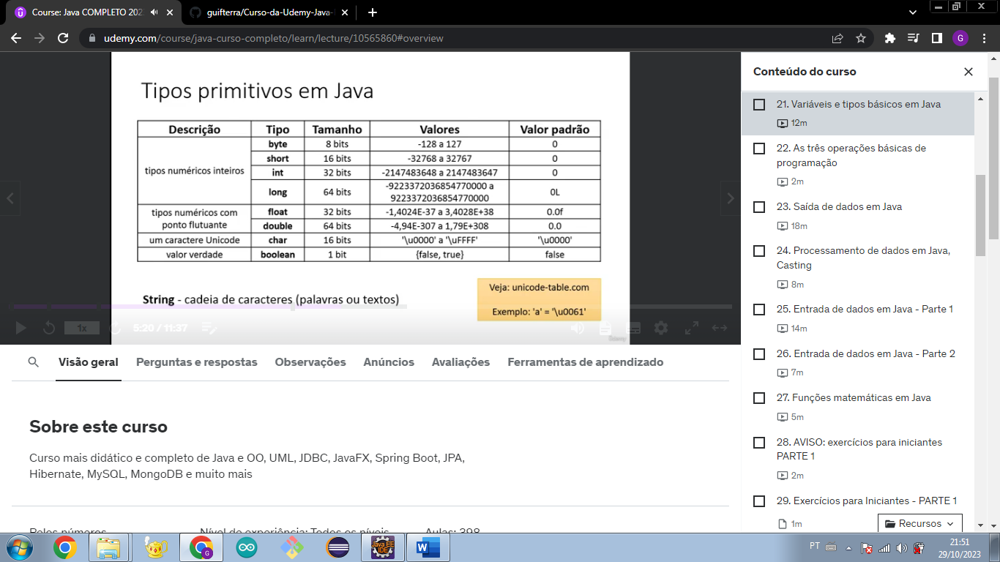 Course: Java COMPLETO 202
guifterra/Curso-da-Udemy-Java-
udemy.com/course/java-curso-completo/learn/lecture/10565860#overview
G
Tipos primitivos em Java
Descrição Tipo Tamanho Valores Valor padrão
tipos numéricos inteiros
byte 8 bits -128 a 127 0
short 16 bits -32768 a 32767 0
int 32 bits -2147483648 a 2147483647 0
long 64 bits -9223372036854770000 a
9223372036854770000 0L
tipos numéricos com
ponto flutuante
float 32 bits -1,4024E-37 a 3,4028E+38 0.0f
double 64 bits -4,94E-307 a 1,79E+308 0.0
um caractere Unicode char 16 bits '\u0000' a '\uFFFF' '\u0000'
valor verdade boolean 1 bit {false, true} false
String - cadeia de caracteres (palavras ou textos)
Veja: unicode-table.com
Exemplo: 'a' = '\u0061'
1x 5:20 / 11:37
Udemy
Visão geral Perguntas e respostas Observações Anúncios Avaliações Ferramentas de aprendizado
Sobre este curso
Curso mais didático e completo de Java e OO, UML, JDBC, JavaFX, Spring Boot, JPA,
Hibernate, MySQL, MongoDB e muito mais
Pelos números Nível de experiência: Todos os níveis Aulas: 398
Conteúdo do curso
21. Variáveis e tipos básicos em Java
12m
22. As três operações básicas de
programação
2m
23. Saída de dados em Java
18m
24. Processamento de dados em Java,
Casting
8m
25. Entrada de dados em Java - Parte 1
14m
26. Entrada de dados em Java - Parte 2
7m
27. Funções matemáticas em Java
5m
28. AVISO: exercícios para iniciantes
PARTE 1
2m
29. Exercícios para Iniciantes - PARTE 1
1m
Recursos
G
Java EE
IDE
W
PT
21:51
29/10/2023